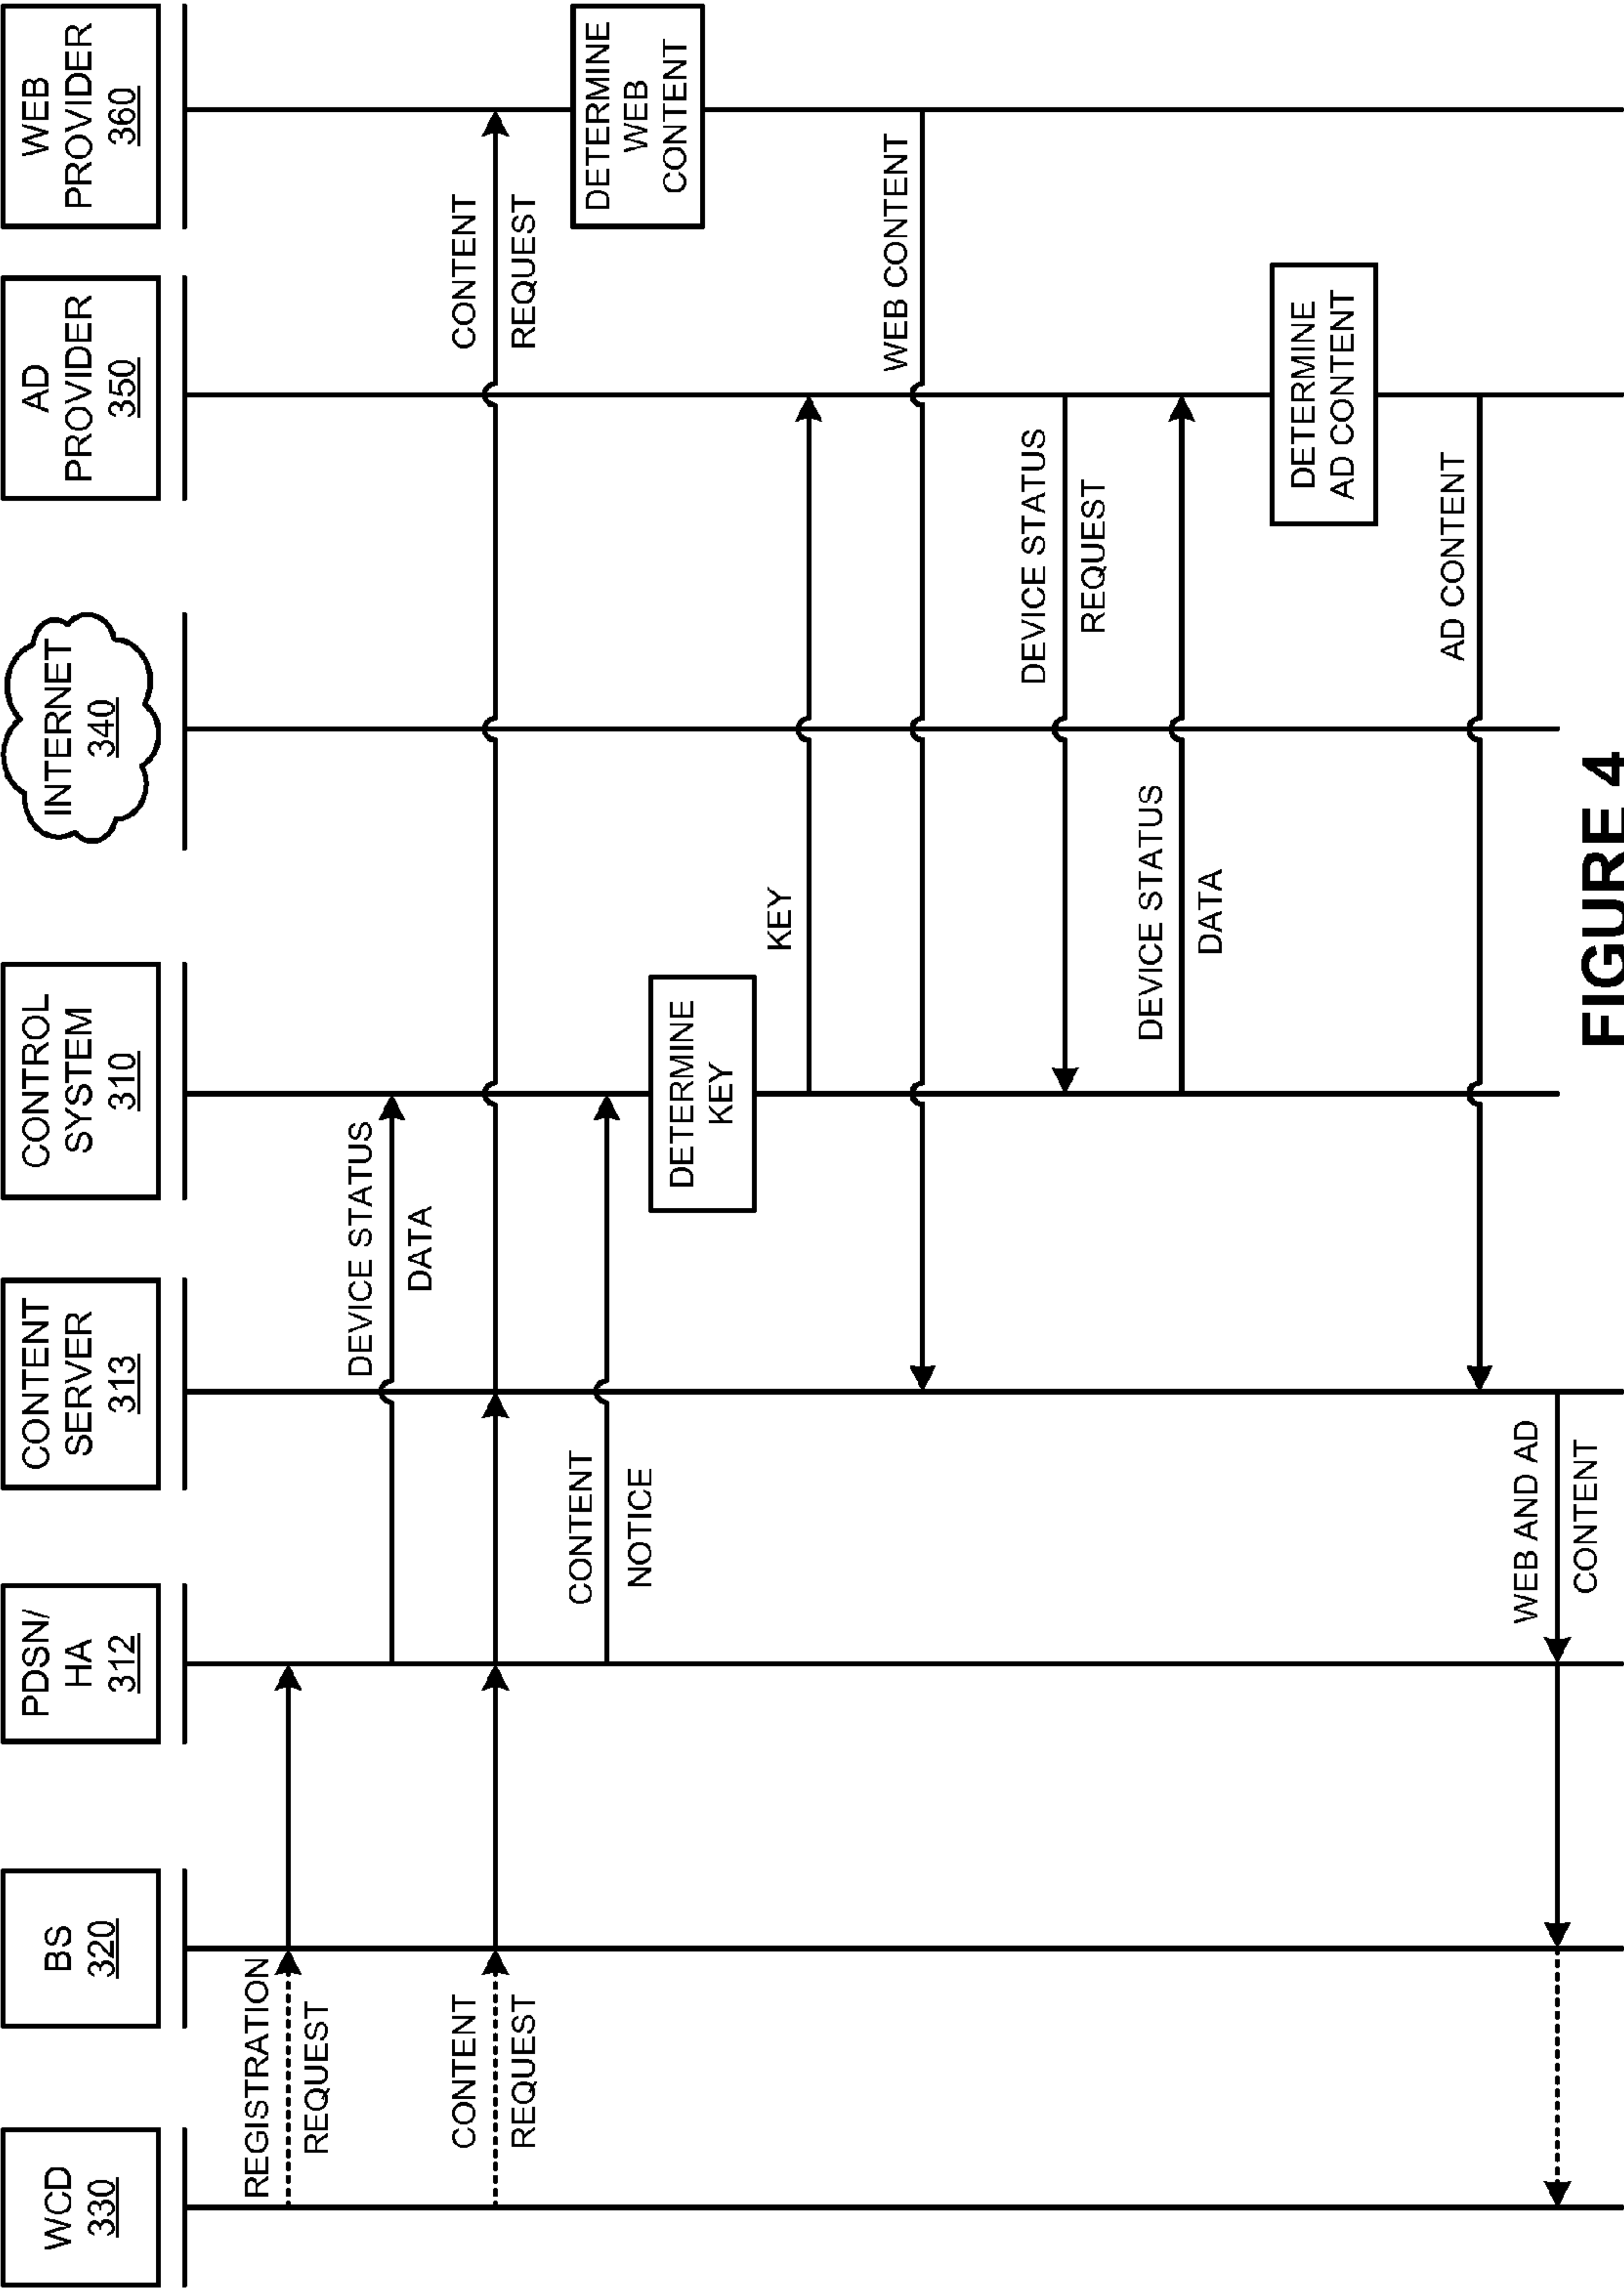 WCD
330
BS
320
PDSN/
HA
312
CONTENT
SERVER
313
CONTROL
SYSTEM
310
INTERNET
340
AD
PROVIDER
350
WEB
PROVIDER
360
REGISTRATION
REQUEST
DEVICE STATUS
DATA
CONTENT
REQUEST
CONTENT
REQUEST
CONTENT
NOTICE
DETERMINE
WEB
CONTENT
DETERMINE
KEY
KEY
WEB CONTENT
DEVICE STATUS
REQUEST
DEVICE STATUS
DATA
DETERMINE
AD CONTENT
AD CONTENT
WEB AND AD
CONTENT
FIGURE 4